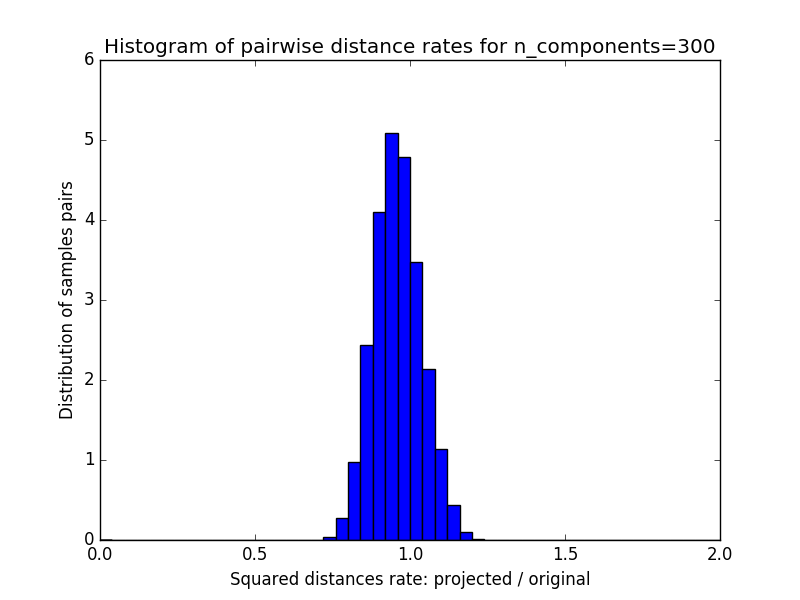 Histogram of pairwise distance rates for n_components=300
6
5
4
3
2
1
0
Distribution of samples pairs
0.0 0.5 1.0 1.5 2.0
Squared distances rate: projected / original